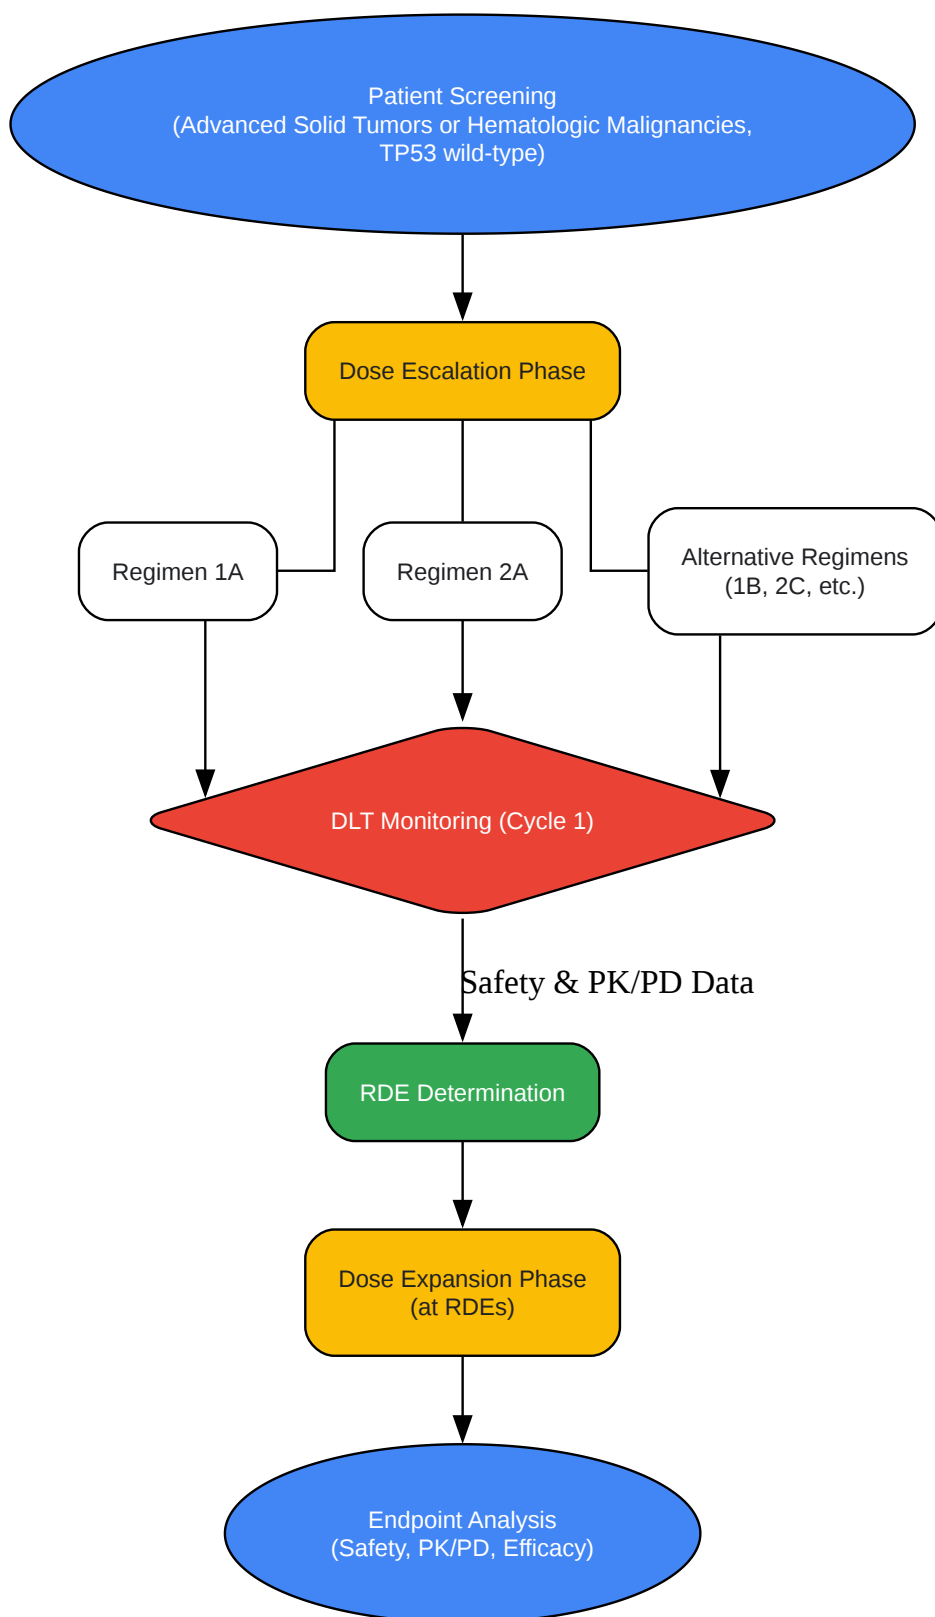 Patient Screening
(Advanced Solid Tumors or Hematologic Malignancies,
TP53 wild-type)
Dose Escalation Phase
Regimen 1A
Regimen 2A
Alternative Regimens
(1B, 2C, etc.)
DLT Monitoring (Cycle 1)
Safety & PK/PD Data
RDE Determination
Dose Expansion Phase
(at RDEs)
Endpoint Analysis
(Safety, PK/PD, Efficacy)